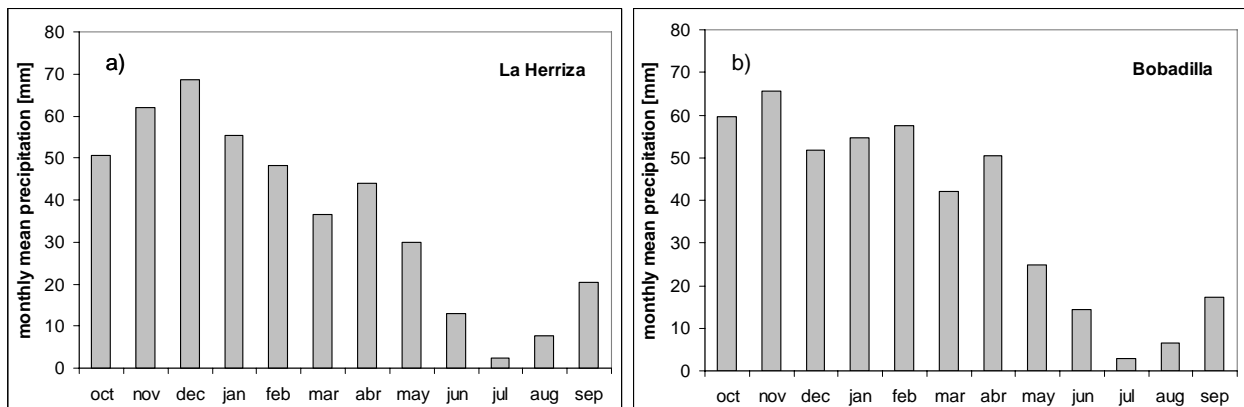 a)
La Herriza
monthly mean precipitation [mm]
80
70
60
50
40
30
20
10
0
oct nov dec jan feb mar abr may jun jul aug sep
b)
Bobadilla
monthly mean precipitation [mm]
80
70
60
50
40
30
20
10
0
oct nov dec jan feb mar abr may jun jul aug sep